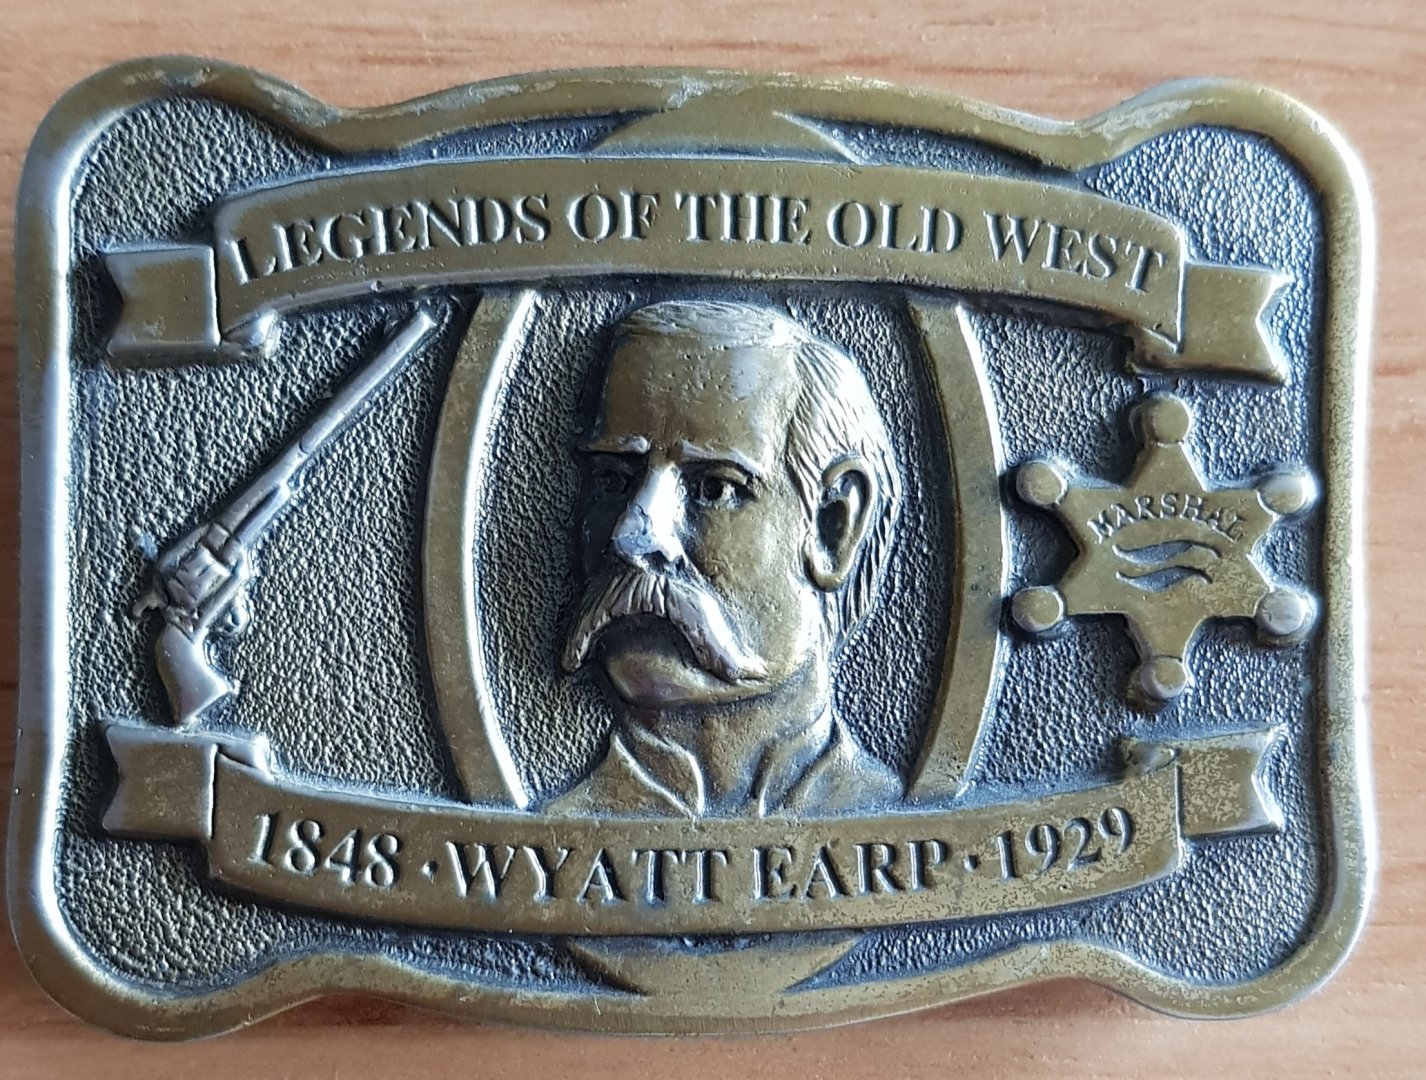 LEGENDS OF THE OLD WEST
MARSHAL
1848 · WYATT EARP · 1929